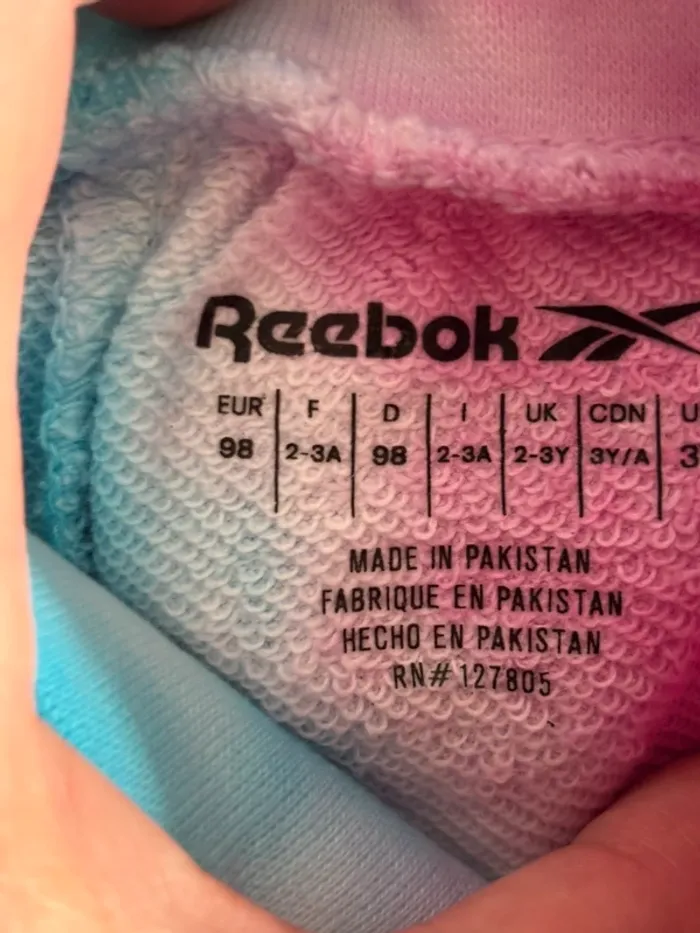 Reebok
EUR F D I UK CDN
98 2-3A 98 2-3A 2-3Y 3Y/A 3
MADE IN PAKISTAN
FABRIQUE EN PAKISTAN
HECHO EN PAKISTAN
RN# 127805